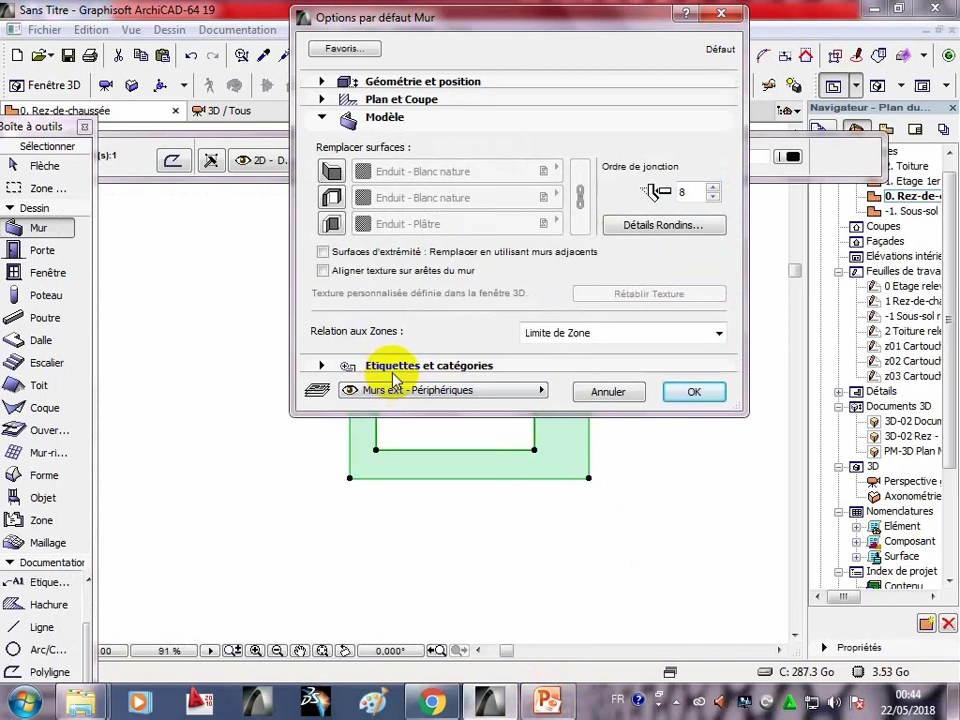 Sans Titre - Graphisoft ArchiCAD-64 19
Options par défaut Mur
Fichier Edition Vue Dessin Documentation
Favoris...
Défaut
Fenêtre 3D
Géométrie et position
Plan et Coupe
Modèle
0. Rez-de-chaussée
3D / Tous
Navigateur - Plan du...
Boîte à outils
Sélectionner
Flèche
Zone ...
Dessin
Mur
Porte
Fenêtre
Poteau
Poutre
Dalle
Escalier
Toit
Coque
Ouver...
Mur-ri...
Forme
Objet
Zone
Maillage
Documentation
Etique...
Hachure
Ligne
Arc/C...
Polyligne
(s):1
2D - D.
Remplacer surfaces :
Enduit - Blanc nature
Enduit - Blanc nature
Enduit - Plâtre
Ordre de jonction
8
Détails Rondins...
Surfaces d'extrémité : Remplacer en utilisant murs adjacents
Aligner texture sur arêtes du mur
Texture personnalisée définie dans la fenêtre 3D.
Rétablir Texture
Relation aux Zones :
Limite de Zone
Etiquettes et catégories
Murs ext - Périphériques
Annuler
OK
2. Toiture
1. Etage 1er
0. Rez-de-
-1. Sous-sol
Coupes
Façades
Elévations intérie
Feuilles de trava
0 Etage relev
1 Rez-de-cha
-1 Sous-sol r
2 Toiture rele
z01 Cartouch
z02 Cartouch
z03 Cartouch
Détails
Documents 3D
3D-02 Docum
3D-02 Rez -
PM-3D Plan M
3D
Perspective g
Axonométrie
Nomenclatures
Elément
Composant
Surface
Index de projet
Contenu
Propriétés
00
91 %
0.000°
C: 287.3 Go
3.53 Go
FR
00:44
22/05/2018